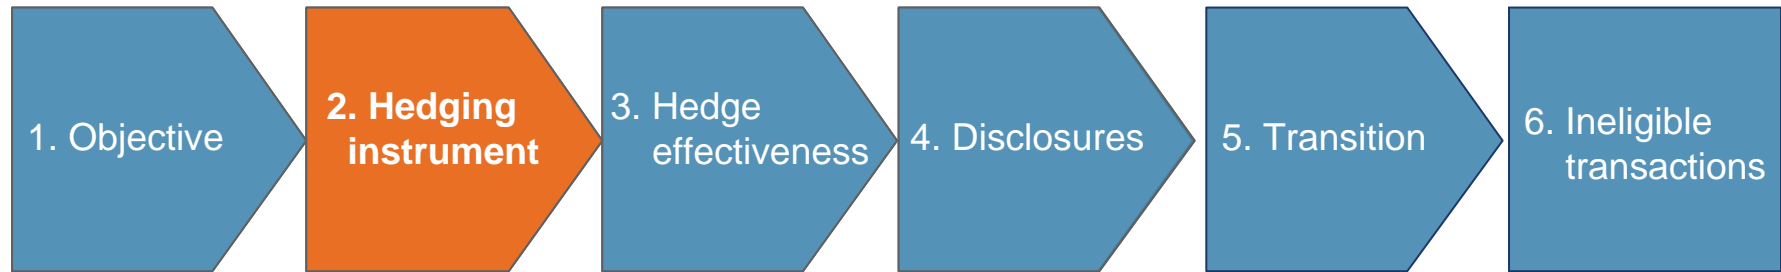 1. Objective
2. Hedging
instrument
3. Hedge
effectiveness
4. Disclosures
5. Transition
6. Ineligible
transactions